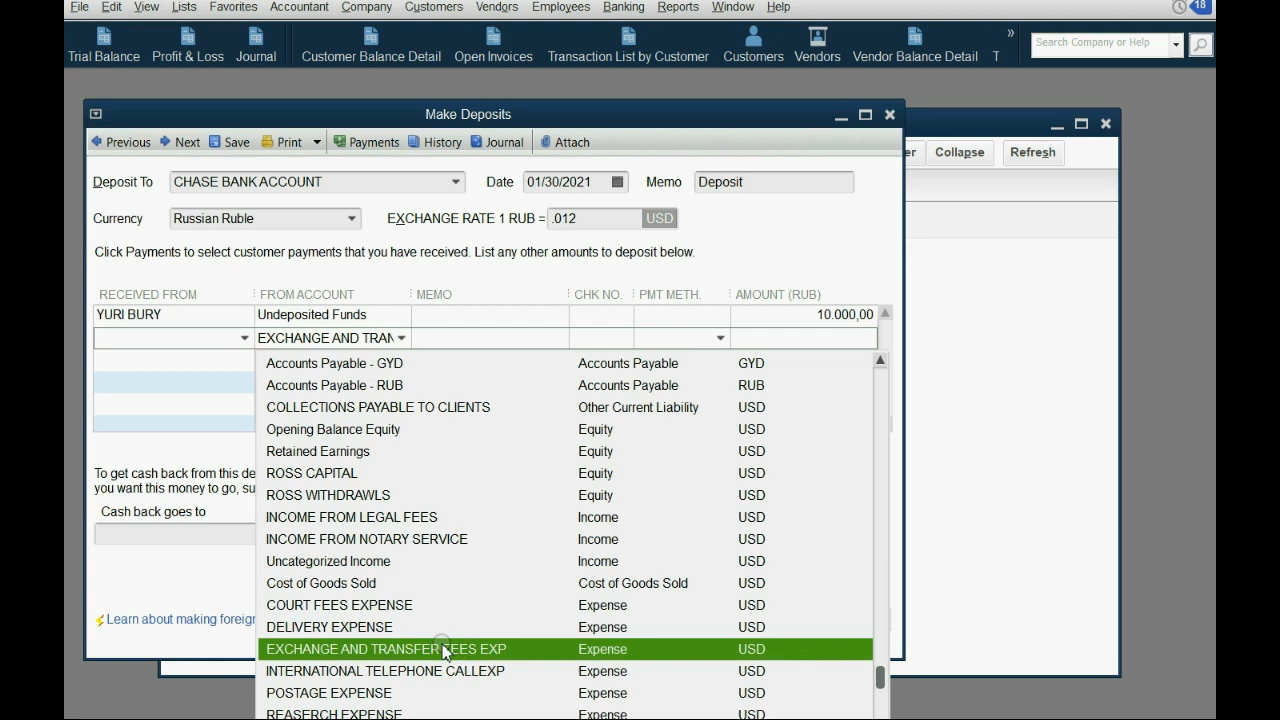 File Edit View Lists Favorites Accountant Company Customers Vendors Employees Banking Reports Window Help 18
Trial Balance Profit & Loss Journal Customer Balance Detail Open Invoices Transaction List by Customer Customers Vendors Vendor Balance Detail T »
Search Company or Help
Make Deposits
Previous Next Save Print Payments History Journal Attach
er Collapse Refresh
Deposit To CHASE BANK ACCOUNT Date 01/30/2021 Memo Deposit
Currency Russian Ruble EXCHANGE RATE 1 RUB = .012 USD
Click Payments to select customer payments that you have received. List any other amounts to deposit below.
RECEIVED FROM FROM ACCOUNT MEMO CHK NO. PMT METH. AMOUNT (RUB)
YURI BURY Undeposited Funds 10.000,00
EXCHANGE AND TRAN
Accounts Payable - GYD Accounts Payable GYD
Accounts Payable - RUB Accounts Payable RUB
COLLECTIONS PAYABLE TO CLIENTS Other Current Liability USD
Opening Balance Equity Equity USD
Retained Earnings Equity USD
ROSS CAPITAL Equity USD
ROSS WITHDRAWLS Equity USD
INCOME FROM LEGAL FEES Income USD
INCOME FROM NOTARY SERVICE Income USD
Uncategorized Income Income USD
Cost of Goods Sold Cost of Goods Sold USD
COURT FEES EXPENSE Expense USD
DELIVERY EXPENSE Expense USD
EXCHANGE AND TRANSFER FEES EXP Expense USD
INTERNATIONAL TELEPHONE CALLEXP Expense USD
POSTAGE EXPENSE Expense USD
REASERCH EXPENSE Expense USD
To get cash back from this de
you want this money to go, su
Cash back goes to
Learn about making foreig